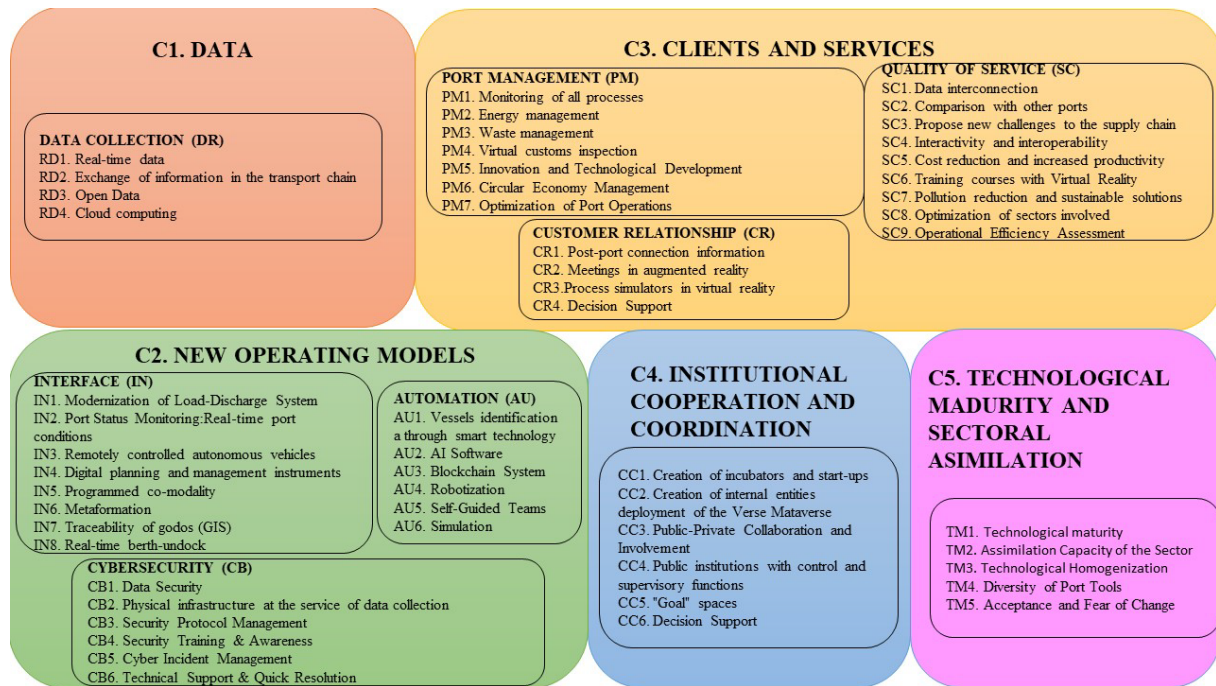 C1. DATA
DATA COLLECTION (DR)
RD1. Real-time data
RD2. Exchange of information in the transport chain
RD3. Open Data
RD4. Cloud computing
C3. CLIENTS AND SERVICES
PORT MANAGEMENT (PM)
PM1. Monitoring of all processes
PM2. Energy management
PM3. Waste management
PM4. Virtual customs inspection
PM5. Innovation and Technological Development
PM6. Circular Economy Management
PM7. Optimization of Port Operations
QUALITY OF SERVICE (SC)
SC1. Data interconnection
SC2. Comparison with other ports
SC3. Propose new challenges to the supply chain
SC4. Interactivity and interoperability
SC5. Cost reduction and increased productivity
SC6. Training courses with Virtual Reality
SC7. Pollution reduction and sustainable solutions
SC8. Optimization of sectors involved
SC9. Operational Efficiency Assessment
CUSTOMER RELATIONSHIP (CR)
CR1. Post-port connection information
CR2. Meetings in augmented reality
CR3.Process simulators in virtual reality
CR4. Decision Support
C2. NEW OPERATING MODELS
INTERFACE (IN)
IN1. Modernization of Load-Discharge System
IN2. Port Status Monitoring:Real-time port
conditions
IN3. Remotely controlled autonomous vehicles
IN4. Digital planning and management instruments
IN5. Programmed co-modality
IN6. Metaformation
IN7. Traceability of godos (GIS)
IN8. Real-time berth-undock
AUTOMATION (AU)
AU1. Vessels identification
a through smart technology
AU2. AI Software
AU3. Blockchain System
AU4. Robotization
AU5. Self-Guided Teams
AU6. Simulation
CYBERSECURITY (CB)
CB1. Data Security
CB2. Physical infrastructure at the service of data collection
CB3. Security Protocol Management
CB4. Security Training & Awareness
CB5. Cyber Incident Management
CB6. Technical Support & Quick Resolution
C4. INSTITUTIONAL
COOPERATION AND
COORDINATION
CC1. Creation of incubators and start-ups
CC2. Creation of internal entities
deployment of the Verse Mataverse
CC3. Public-Private Collaboration and
Involvement
CC4. Public institutions with control and
supervisory functions
CC5. "Goal" spaces
CC6. Decision Support
C5. TECHNOLOGICAL
MADURITY AND
SECTORAL
ASIMILATION
TM1. Technological maturity
TM2. Assimilation Capacity of the Sector
TM3. Technological Homogenization
TM4. Diversity of Port Tools
TM5. Acceptance and Fear of Change